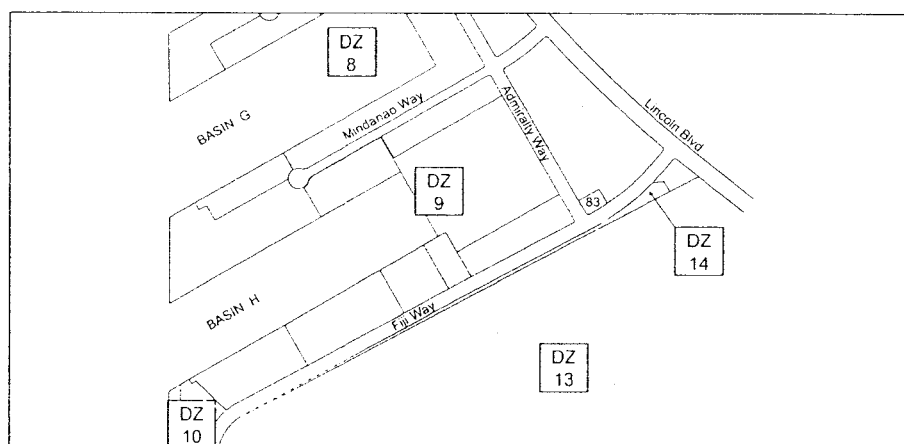 DZ
8
BASIN G
Mindanao Way
Admiralty Way
Lincoln Blvd
DZ
9
83
DZ
14
BASIN H
Fiji Way
DZ
13
DZ
10